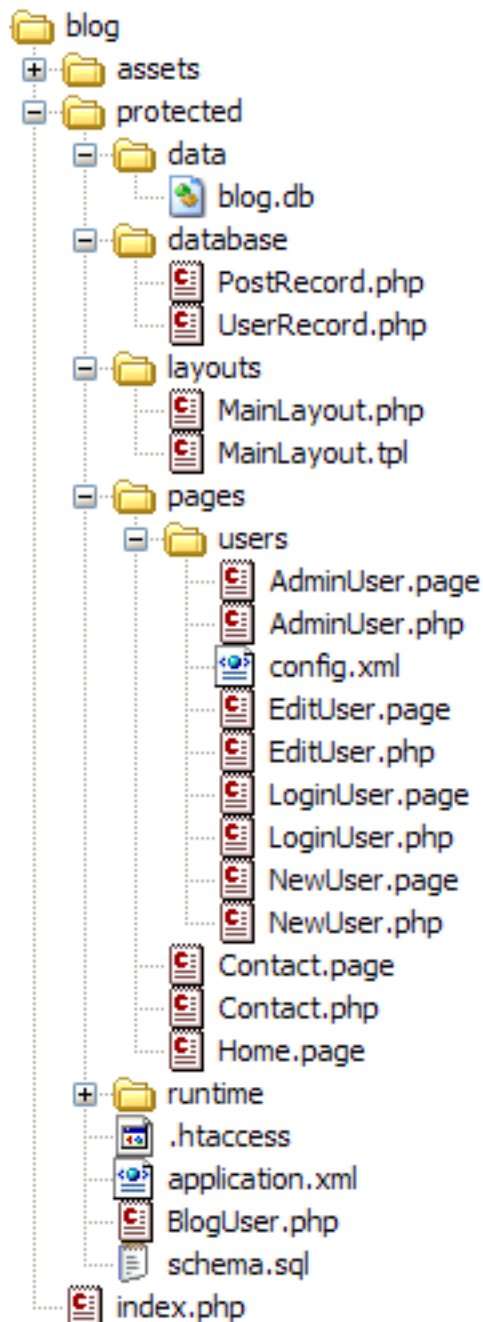 blog
assets
protected
data
blog.db
database
PostRecord.php
UserRecord.php
layouts
MainLayout.php
MainLayout.tpl
pages
users
AdminUser.page
AdminUser.php
config.xml
EditUser.page
EditUser.php
LoginUser.page
LoginUser.php
NewUser.page
NewUser.php
Contact.page
Contact.php
Home.page
runtime
.htaccess
application.xml
BlogUser.php
schema.sql
index.php